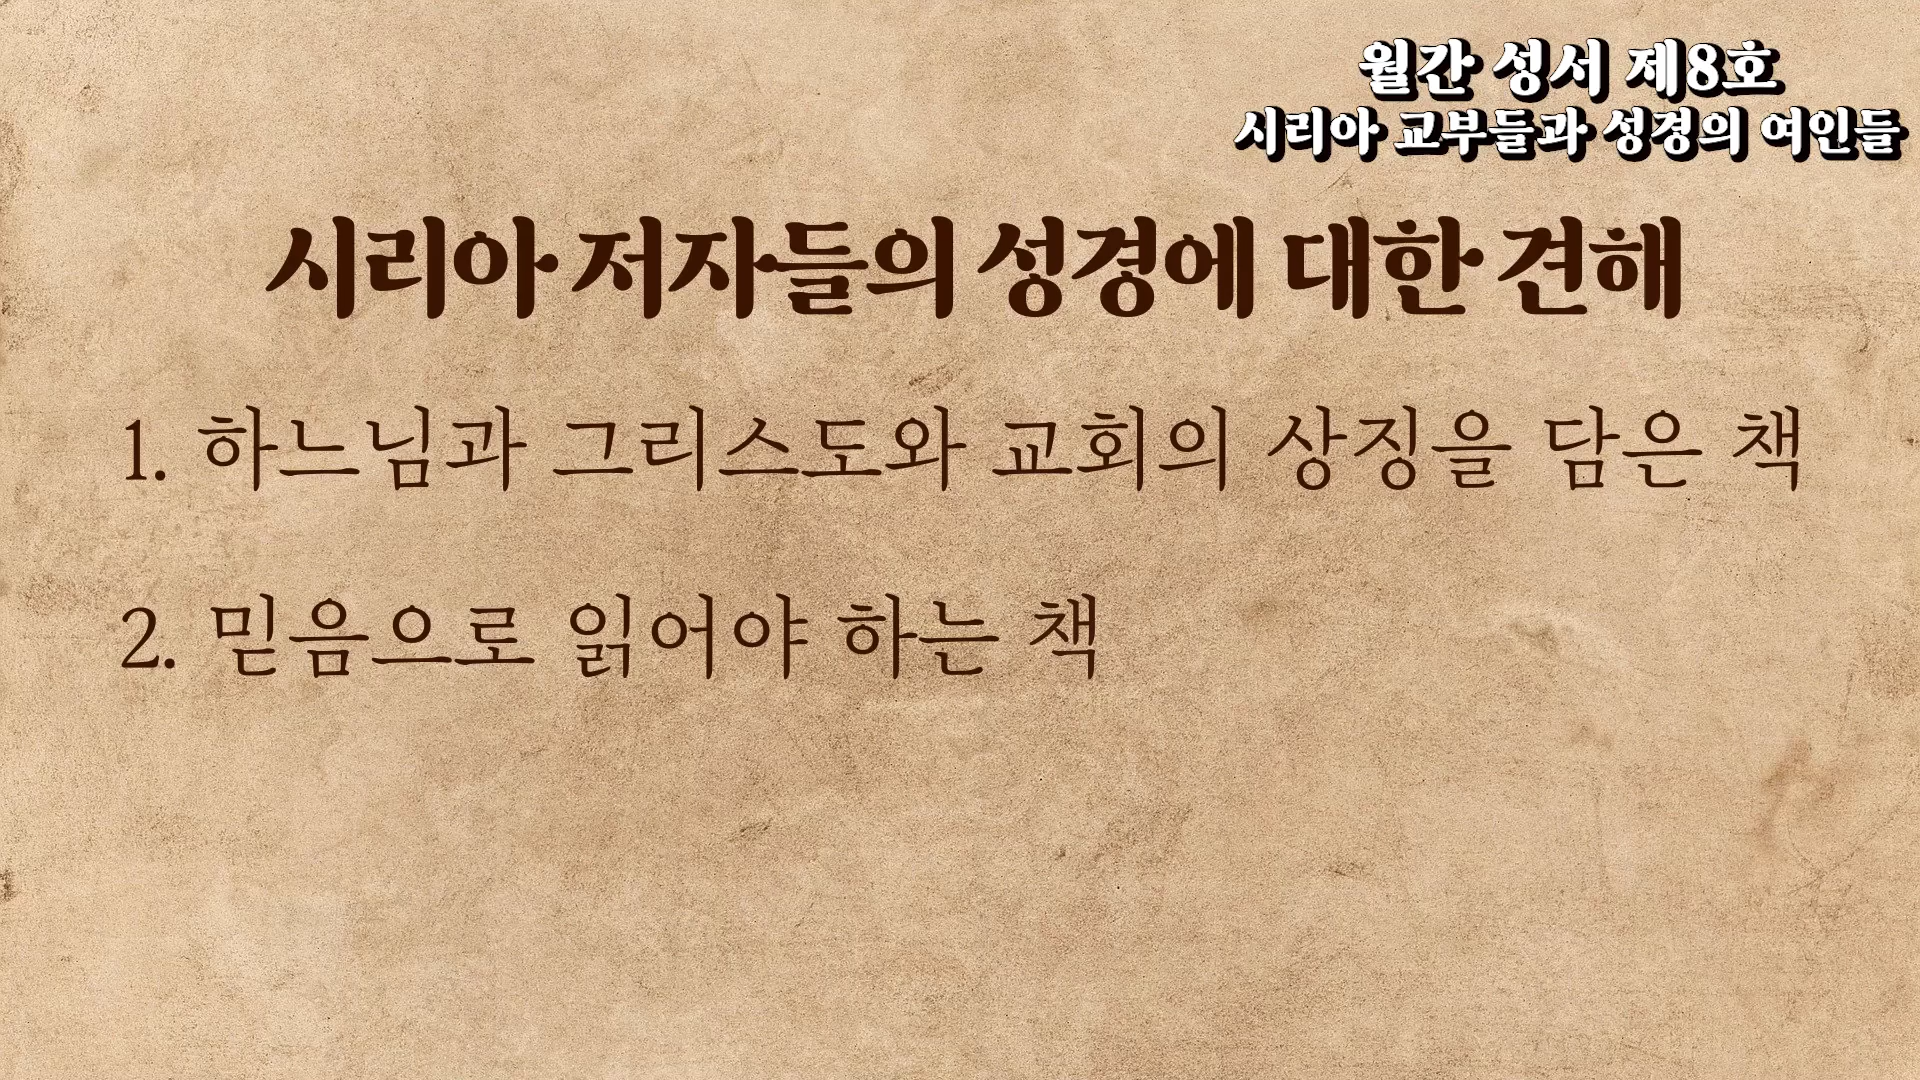 월간 성서 제8호
시리아 교부들과 성경의 여인들
시리아 저자들의 성경에 대한 견해
1. 하느님과 그리스도와 교회의 상징을 담은 책
2. 믿음으로 읽어야 하는 책